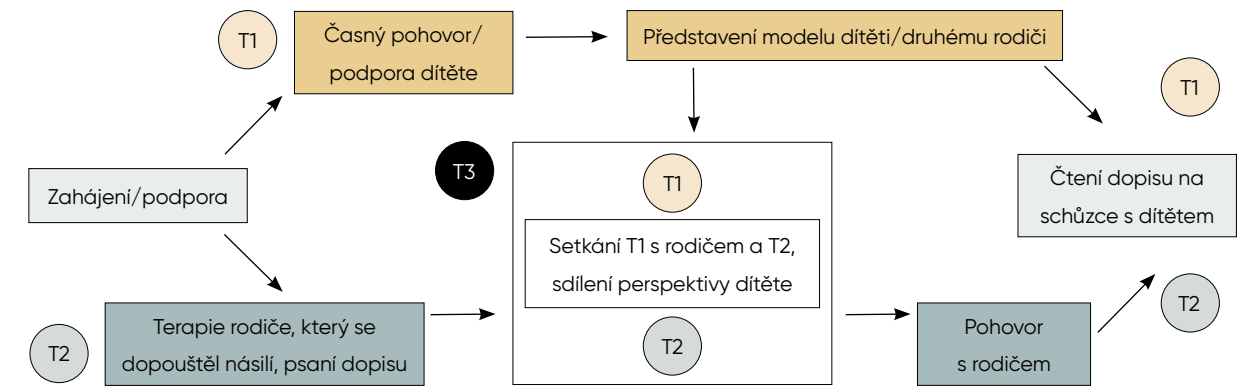 T1
Časný pohovor/
podpora dítěte
Představení modelu dítěti/druhému rodiči
T1
Zahájení/podpora
T3
T1
Setkání T1 s rodičem a T2,
sdílení perspektivy dítěte
T2
Čtení dopisu na
schůzce s dítětem
T2
Terapie rodiče, který se
dopouštěl násilí, psaní dopisu
Pohovor
s rodičem
T2